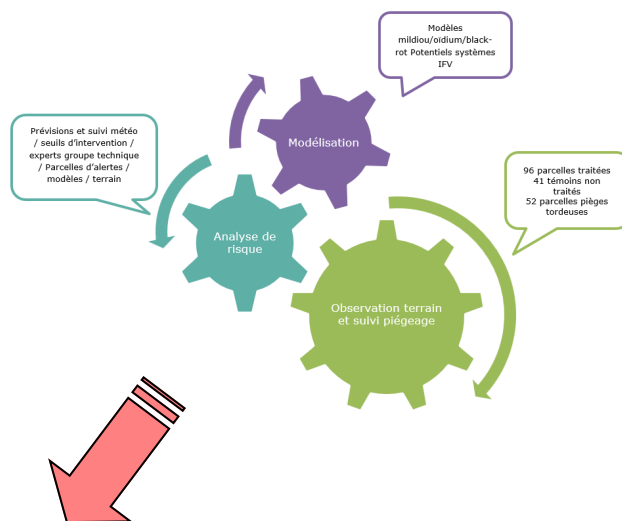 Modèles
mildiou/oïdium/black-
rot Potentiels systèmes
IFV
Modélisation
Prévisions et suivi météo
/ seuils d'intervention /
experts groupe technique
/ Parcelles d'alertes /
modèles / terrain
96 parcelles traitées
41 témoins non
traités
52 parcelles pièges
tordeuses
Analyse de
risque
Observation terrain
et suivi piégeage